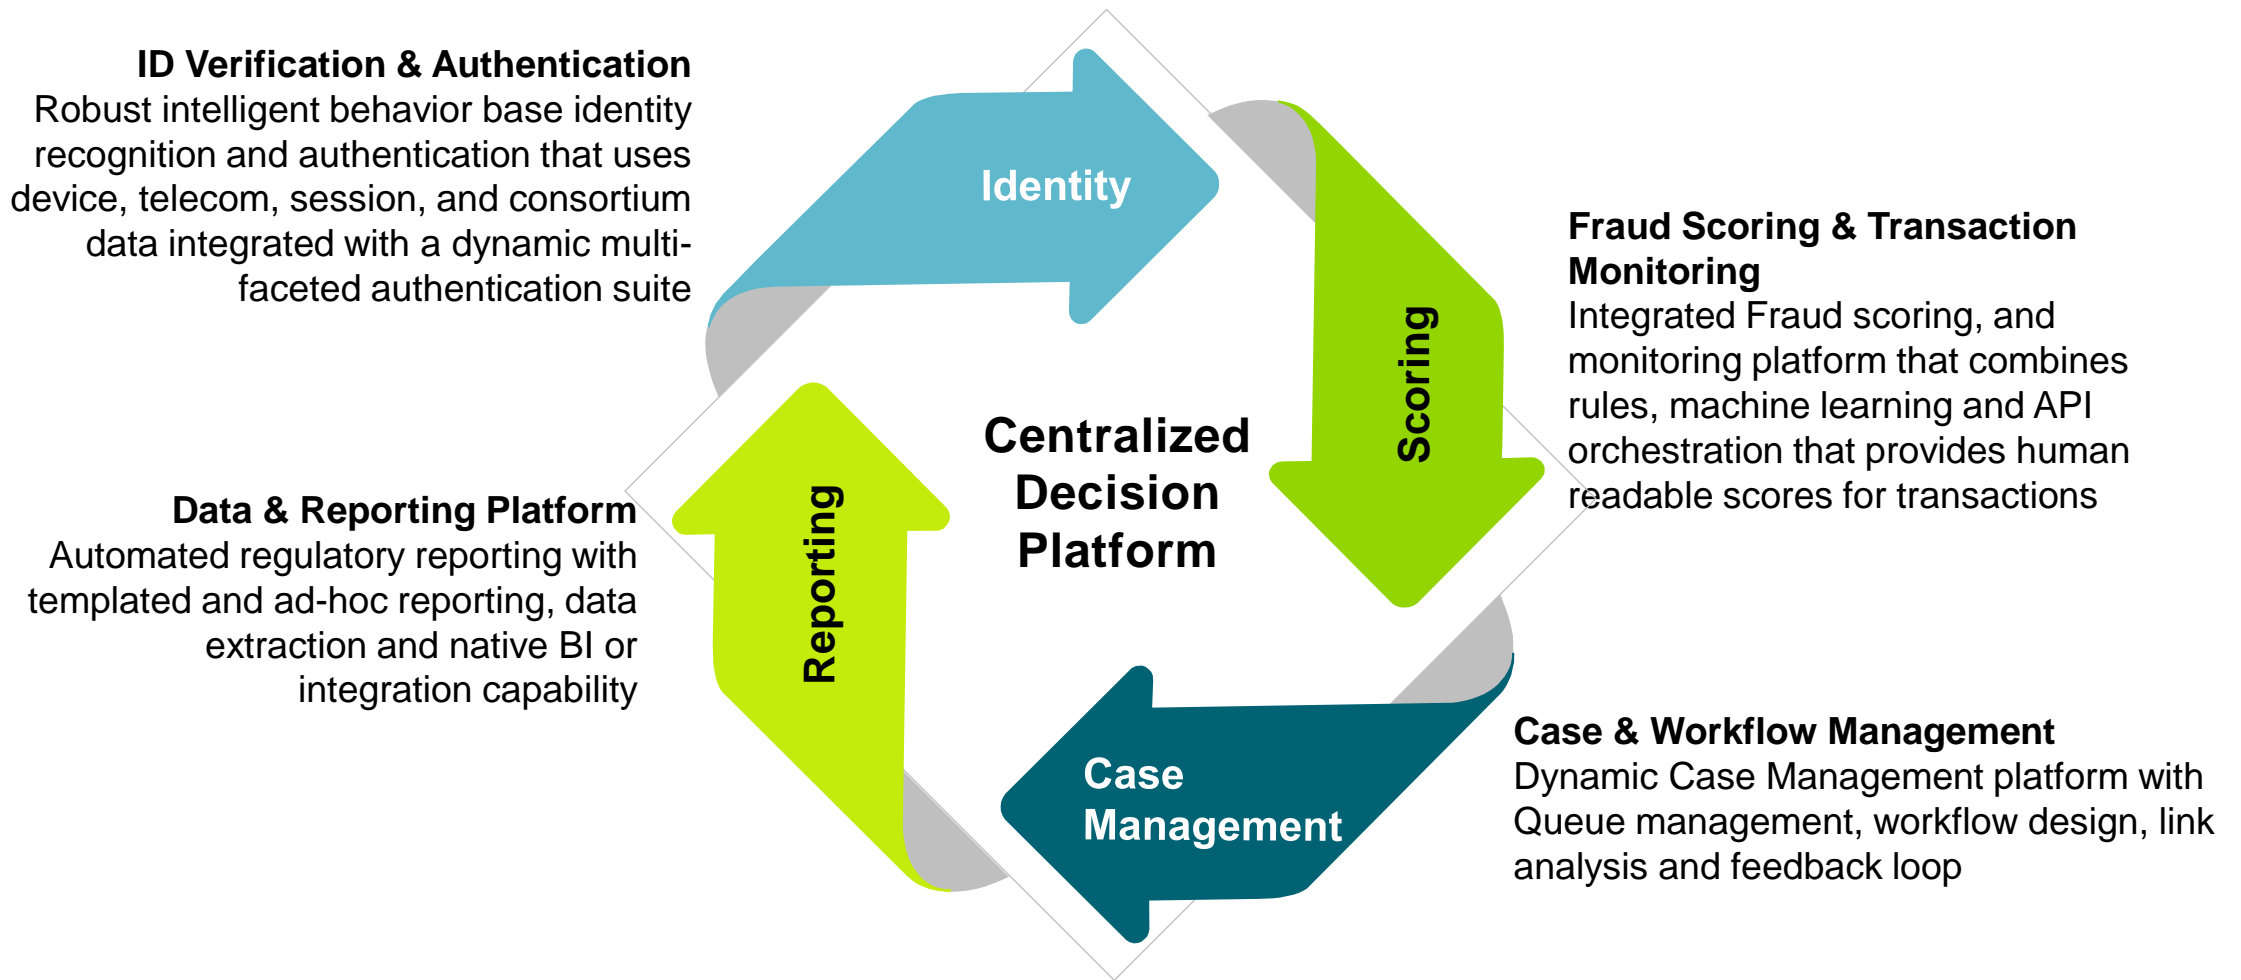 ID Verification & Authentication
Robust intelligent behavior base identity
recognition and authentication that uses
device, telecom, session, and consortium
data integrated with a dynamic multi-
faceted authentication suite
Identity
Fraud Scoring & Transaction
Monitoring
Integrated Fraud scoring, and
monitoring platform that combines
rules, machine learning and API
orchestration that provides human
readable scores for transactions
Scoring
Centralized
Decision
Platform
Data & Reporting Platform
Automated regulatory reporting with
templated and ad-hoc reporting, data
extraction and native BI or
integration capability
Reporting
Case
Management
Case & Workflow Management
Dynamic Case Management platform with
Queue management, workflow design, link
analysis and feedback loop